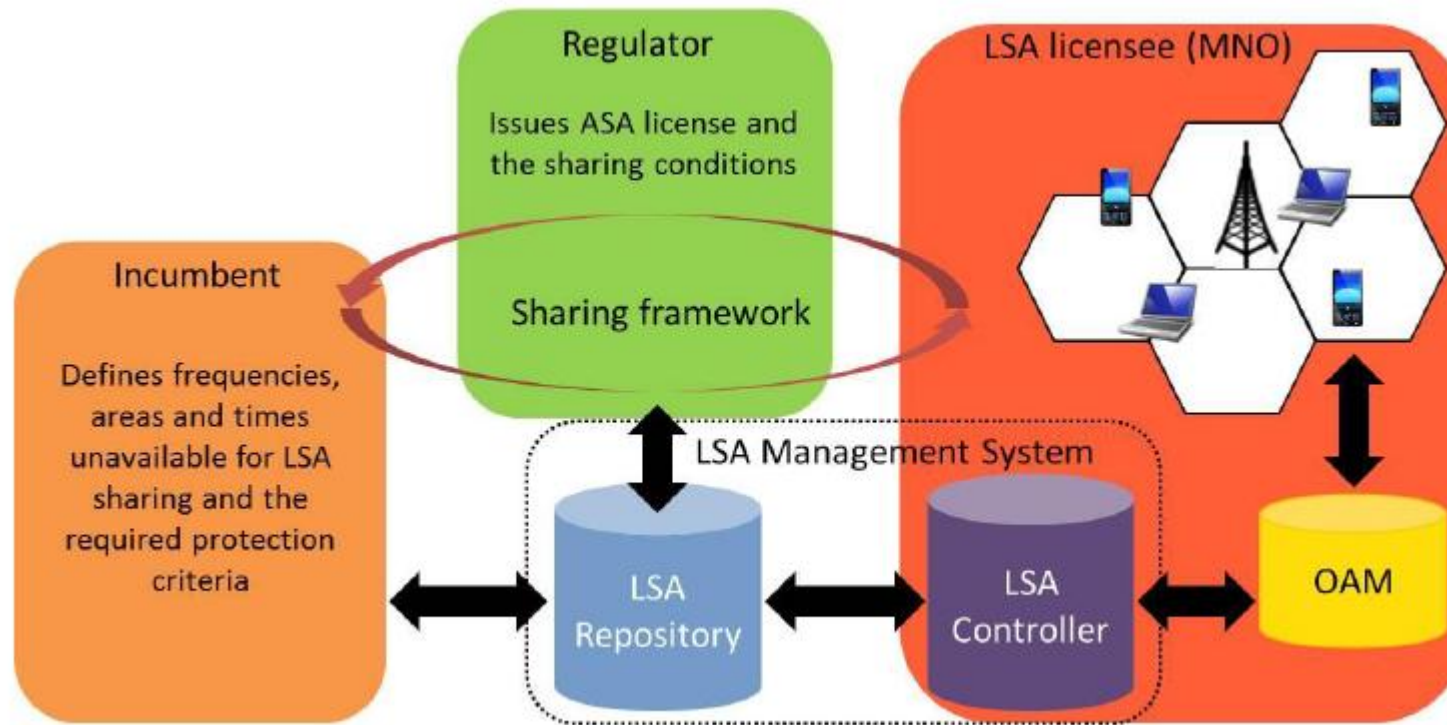 Regulator
Issues ASA license and
the sharing conditions
Sharing framework
LSA licensee (MNO)
Incumbent
Defines frequencies,
areas and times
unavailable for LSA
sharing and the
required protection
criteria
LSA Management System
LSA
Repository
LSA
Controller
OAM